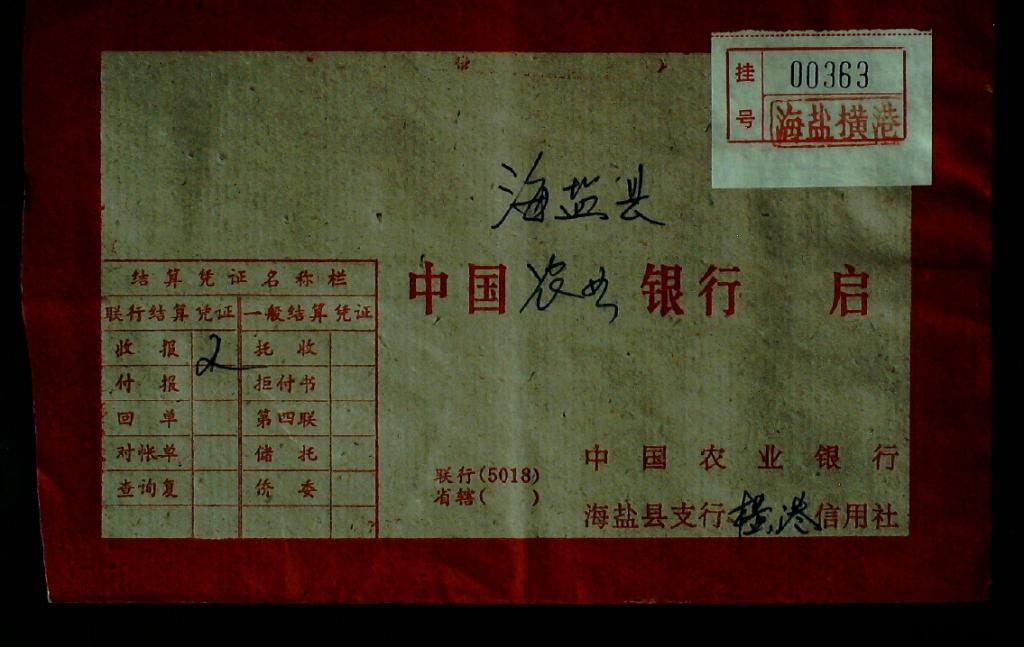 挂号 00363
海盐横港
海盐县
中国农业银行 启
结算凭证名称栏
联行结算凭证 一般结算凭证
收报 2 托收
付报 拒付书
回单 第四联
对帐单 储托
查询复 侨委
联行(5018)
省辖( )
中国农业银行
海盐县支行横港信用社